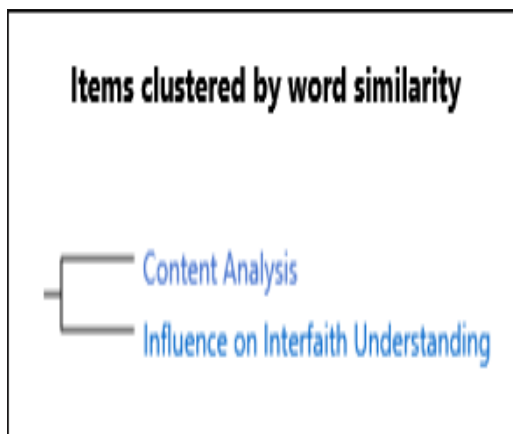 Items clustered by word similarity
Content Analysis
Influence on Interfaith Understanding